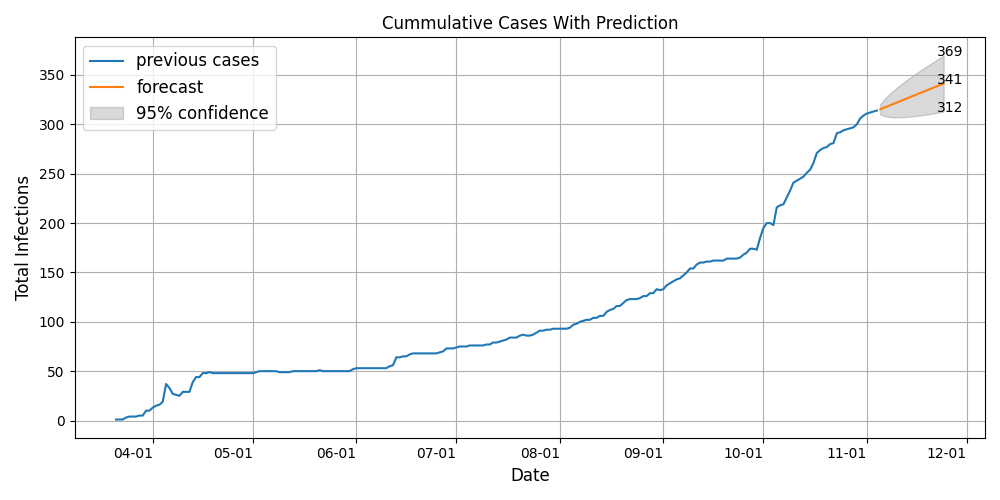 Cummulative Cases With Prediction
previous cases
forecast
95% confidence
369
341
312
Total Infections
350
300
250
200
150
100
50
0
04-01 05-01 06-01 07-01 08-01 09-01 10-01 11-01 12-01
Date